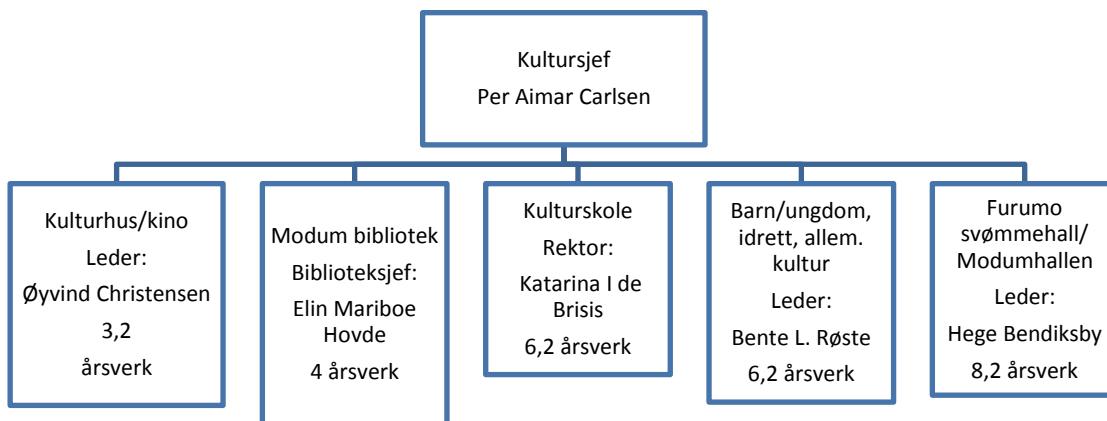 Kultursjef
Per Aimar Carlsen
Kulturhus/kino
Leder:
Øyvind Christensen
3,2
årsverk
Modum bibliotek
Biblioteksjef:
Elin Mariboe
Hovde
4 årsverk
Kulturskole
Rektor:
Katarina I de
Brisis
6,2 årsverk
Barn/ungdom,
idrett, allem.
kultur
Leder:
Bente L. Røste
6,2 årsverk
Furumo
svømmehall/
Modumhallen
Leder:
Hege Bendiksby
8,2 årsverk